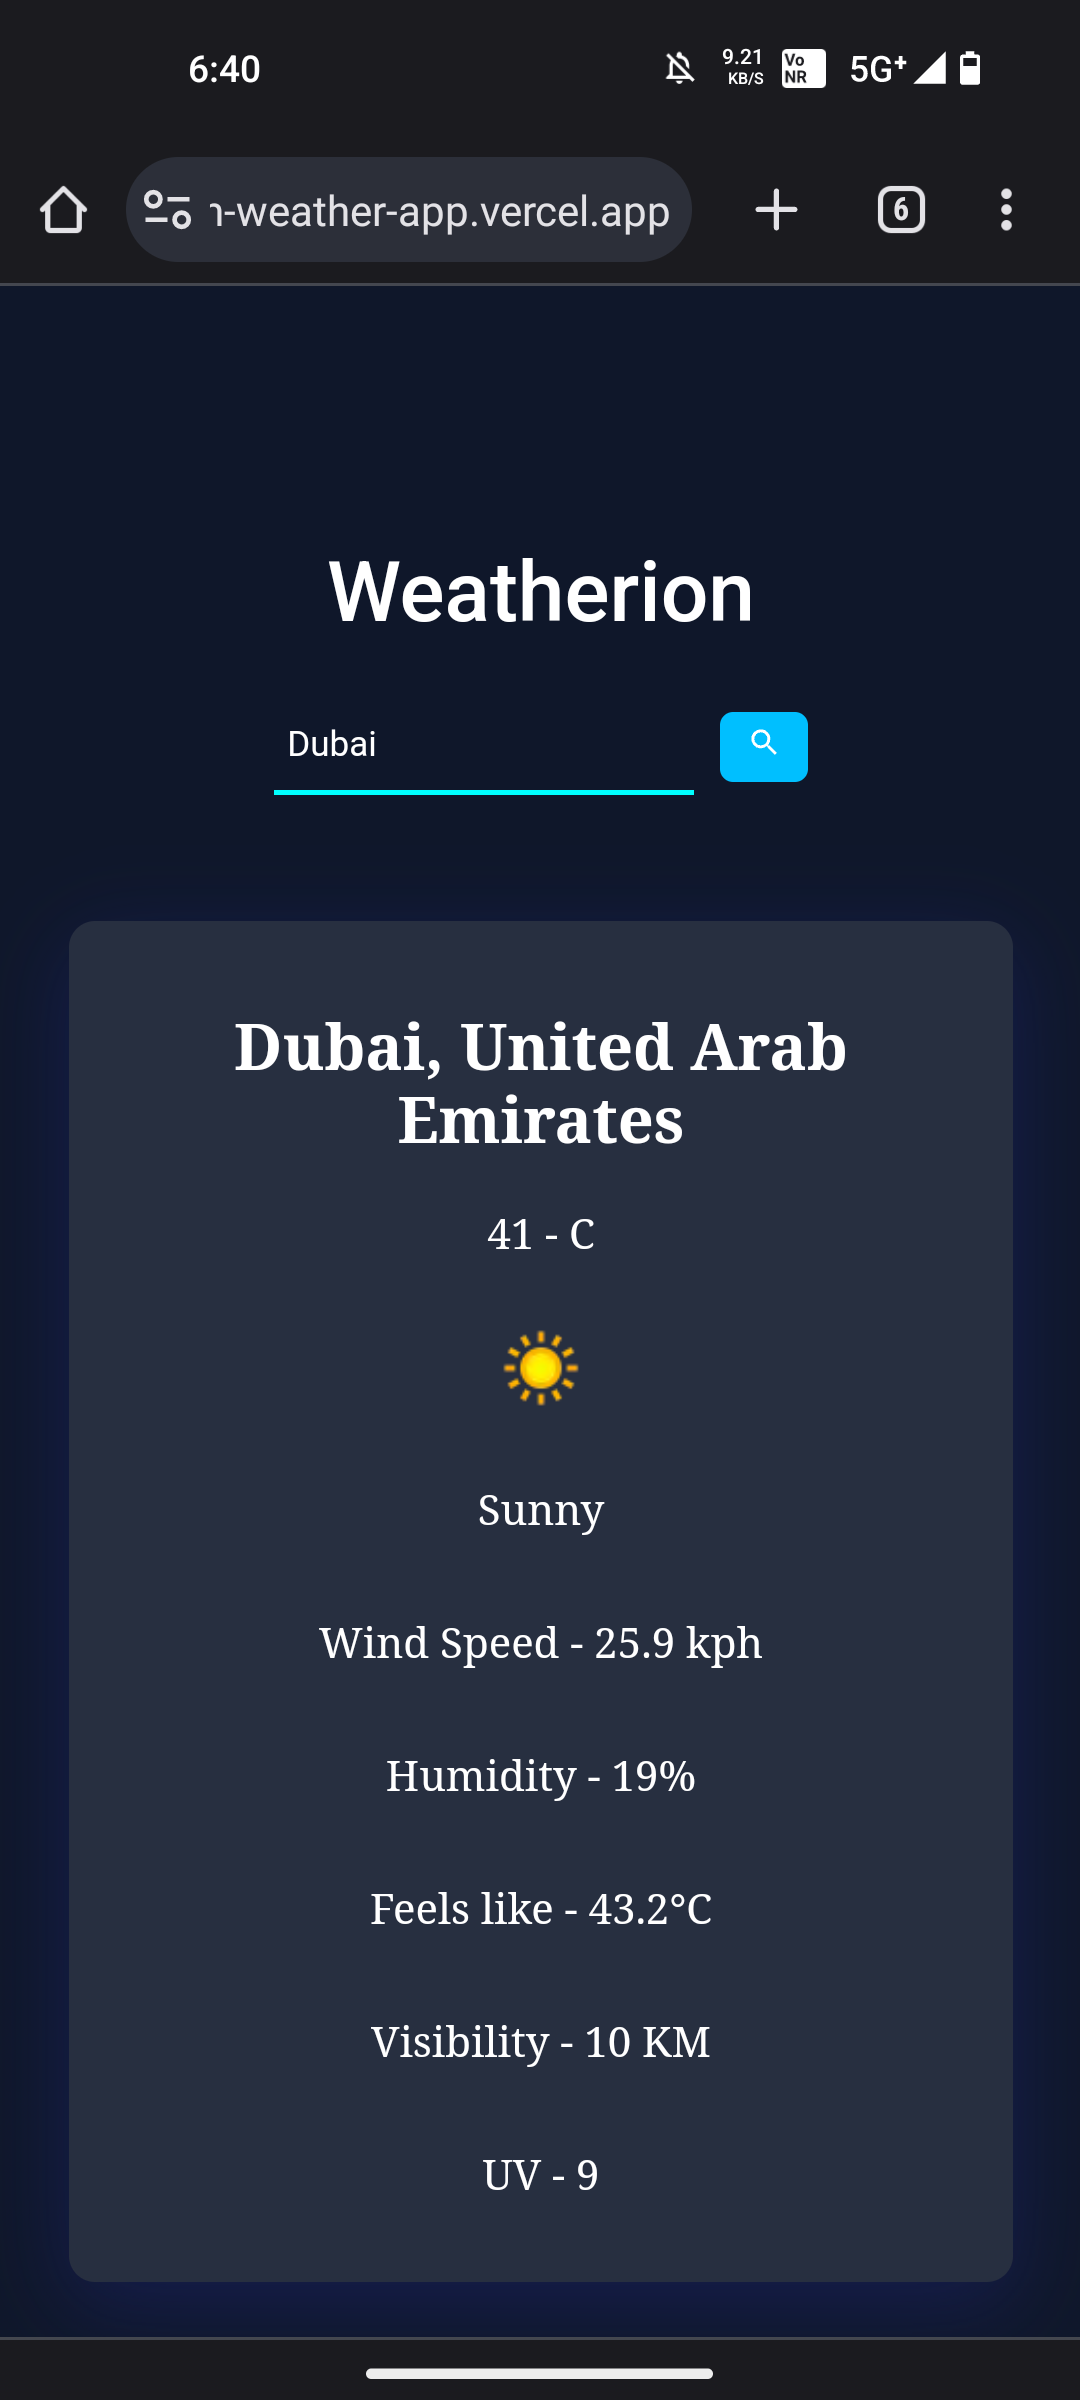 6:40
9.21
KB/S
Vo
NR
5G+
-weather-app.vercel.app
6
Weatherion
Dubai
Dubai, United Arab
Emirates
41 - C
Sunny
Wind Speed - 25.9 kph
Humidity - 19%
Feels like - 43.2°C
Visibility - 10 KM
UV - 9